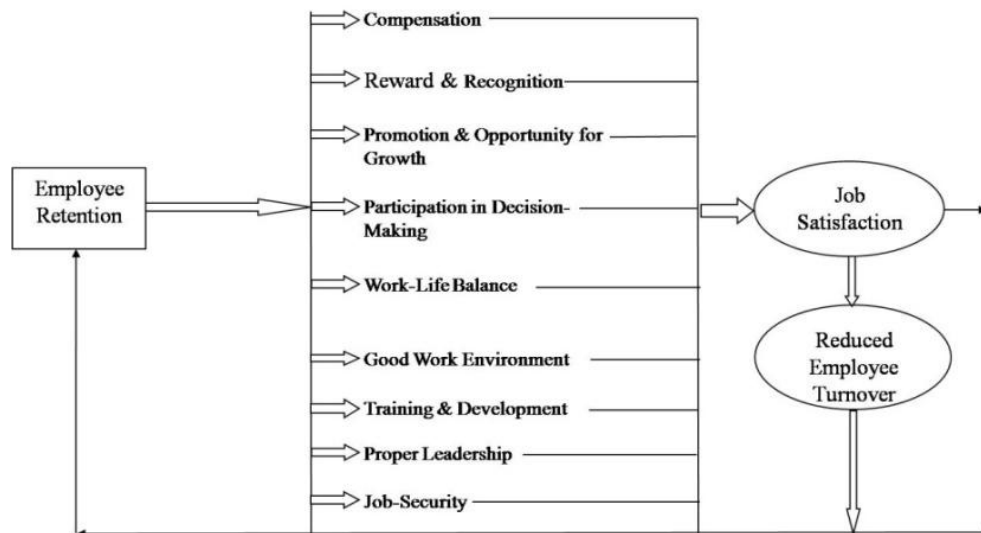 Employee
Retention
Compensation
Reward & Recognition
Promotion & Opportunity for
Growth
Participation in Decision-
Making
Work-Life Balance
Good Work Environment
Training & Development
Proper Leadership
Job-Security
Job
Satisfaction
Reduced
Employee
Turnover